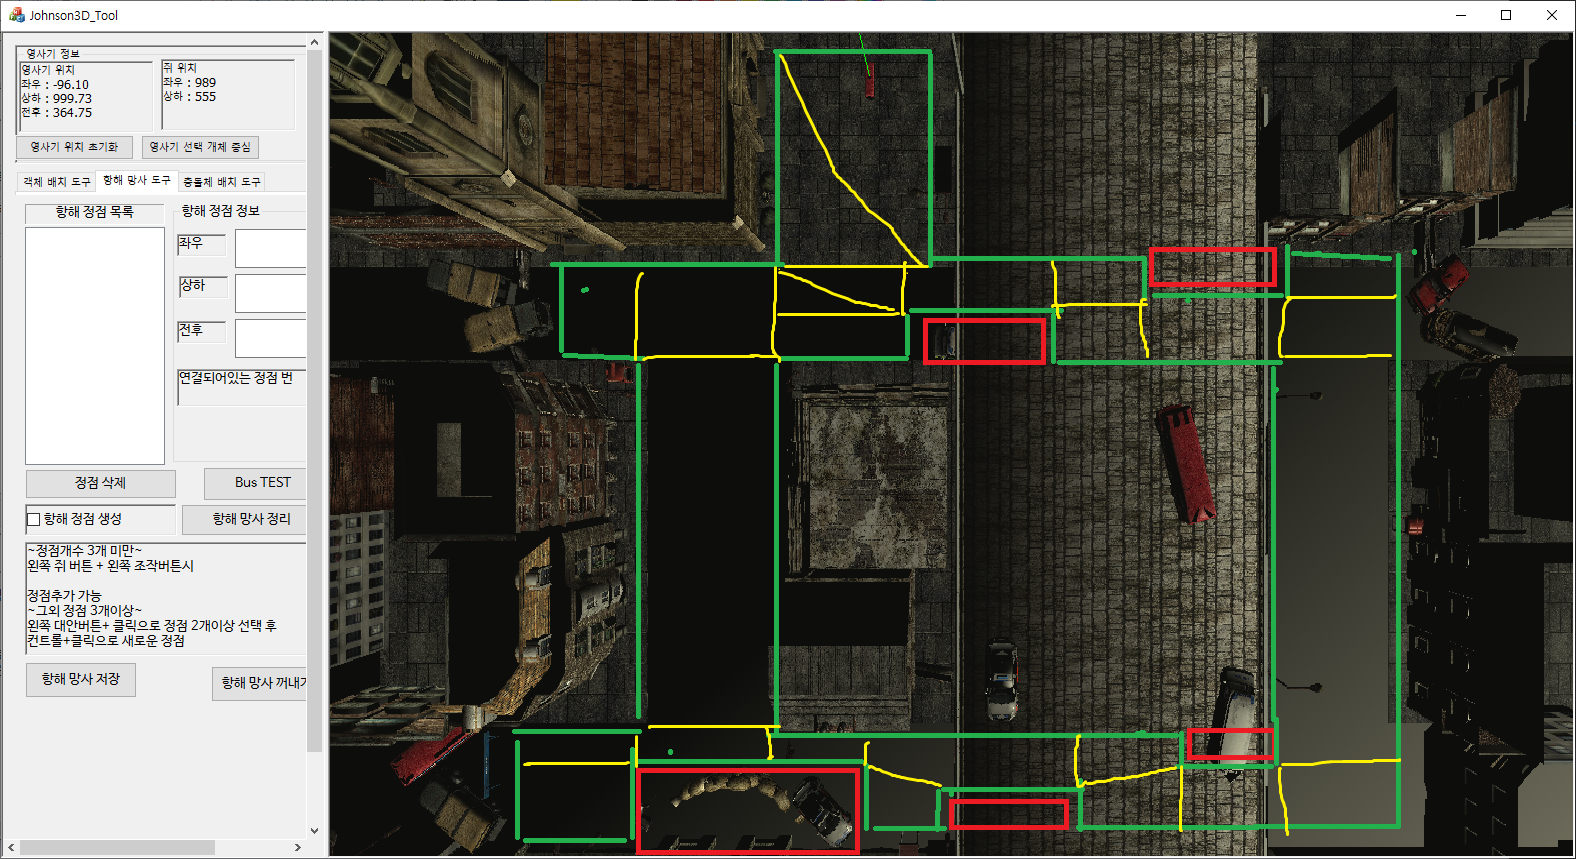 Johnson3D_Tool
영사기 정보
영사기 위치
좌우 : -96.10
상하 : 999.73
전후 : 364.75
쥐 위치
좌우 : 989
상하 : 555
영사기 위치 초기화
영사기 선택 개체 중심
객체 배치 도구
항해 망사 도구
충돌체 배치 도구
항해 정점 목록
항해 정점 정보
좌우
상하
전후
연결되어있는 정점 번
정점 삭제
Bus TEST
항해 정점 생성
항해 망사 정리
~정점개수 3개 미만~
왼쪽 쥐 버튼 + 왼쪽 조작버튼시
정점추가 가능
~그외 정점 3개이상~
왼쪽 대안버튼+ 클릭으로 정점 2개이상 선택 후
컨트롤+클릭으로 새로운 정점
항해 망사 저장
항해 망사 꺼내기